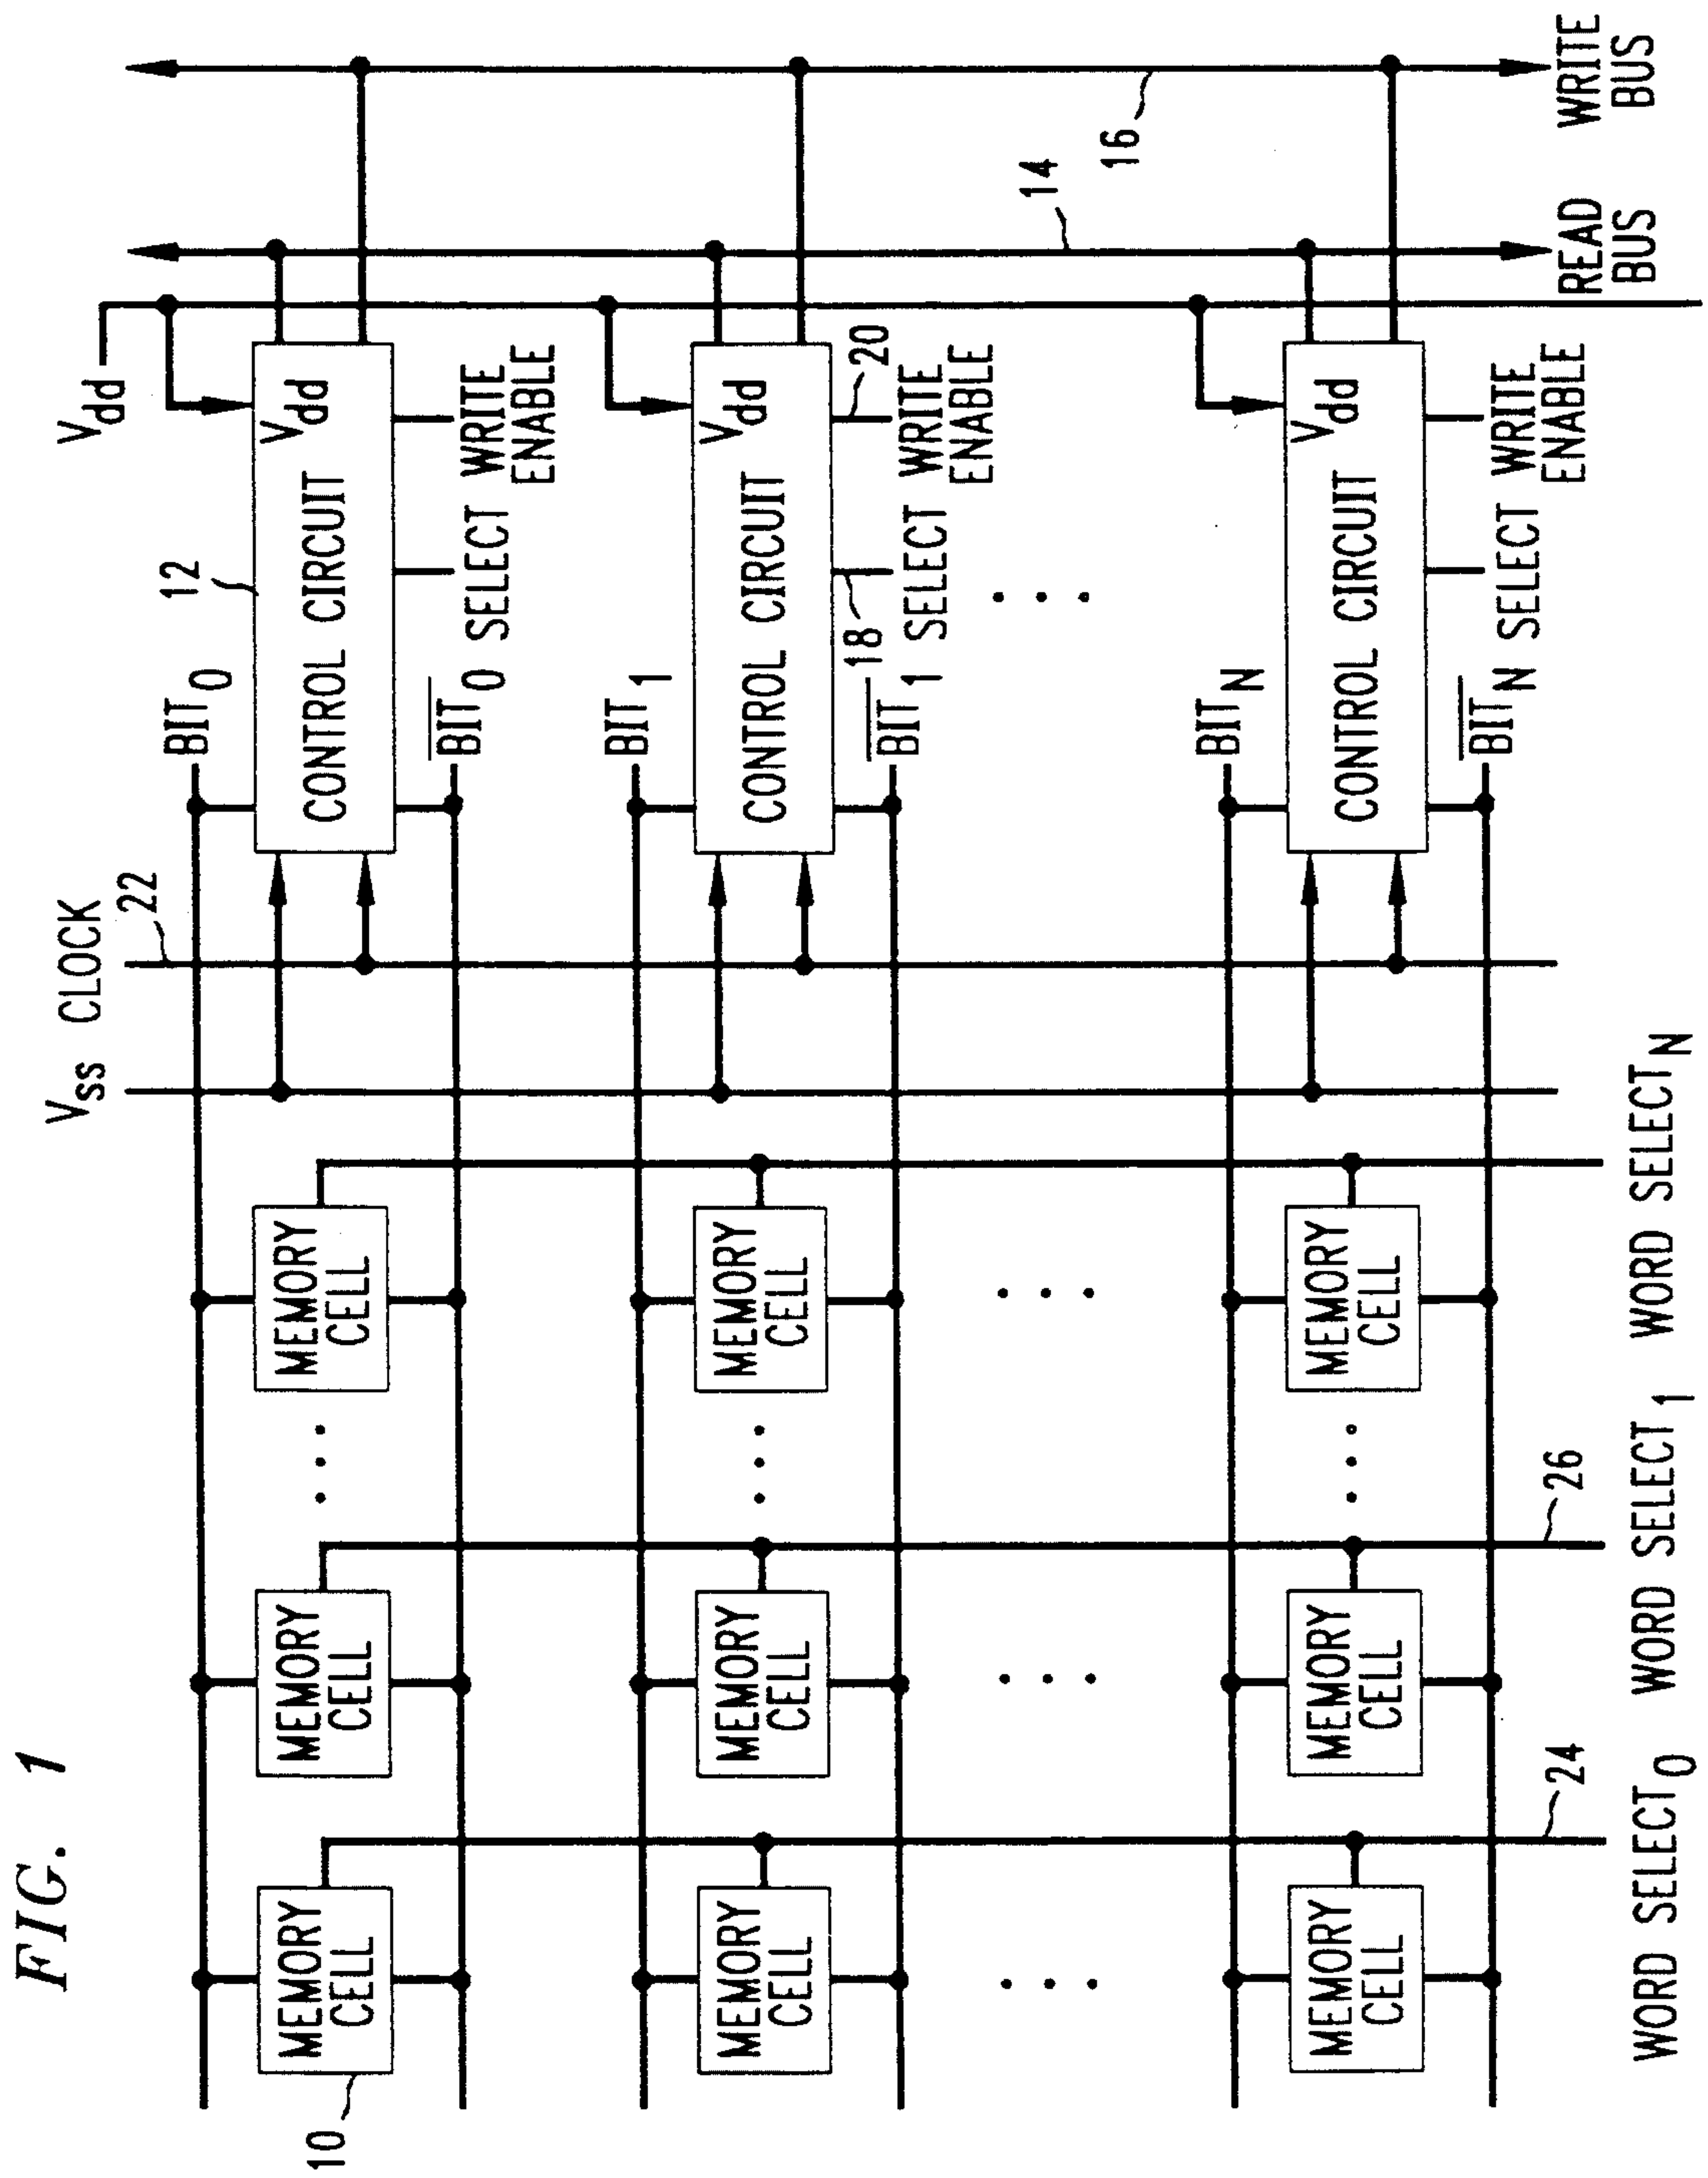 FIG. 1
WRITE
BUS
16
14
READ
BUS
Vdd
Vdd
CONTROL CIRCUIT
12
WRITE
ENABLE
BIT0 SELECT
BIT0
Vdd
CONTROL CIRCUIT
20
WRITE
ENABLE
18
BIT1 SELECT
BIT1
Vdd
CONTROL CIRCUIT
WRITE
ENABLE
BITN SELECT
BITN
CLOCK
22
Vss
MEMORY
CELL
MEMORY
CELL
MEMORY
CELL
WORD SELECTN
MEMORY
CELL
MEMORY
CELL
MEMORY
CELL
26
WORD SELECT1
MEMORY
CELL
MEMORY
CELL
MEMORY
CELL
10
24
WORD SELECT0